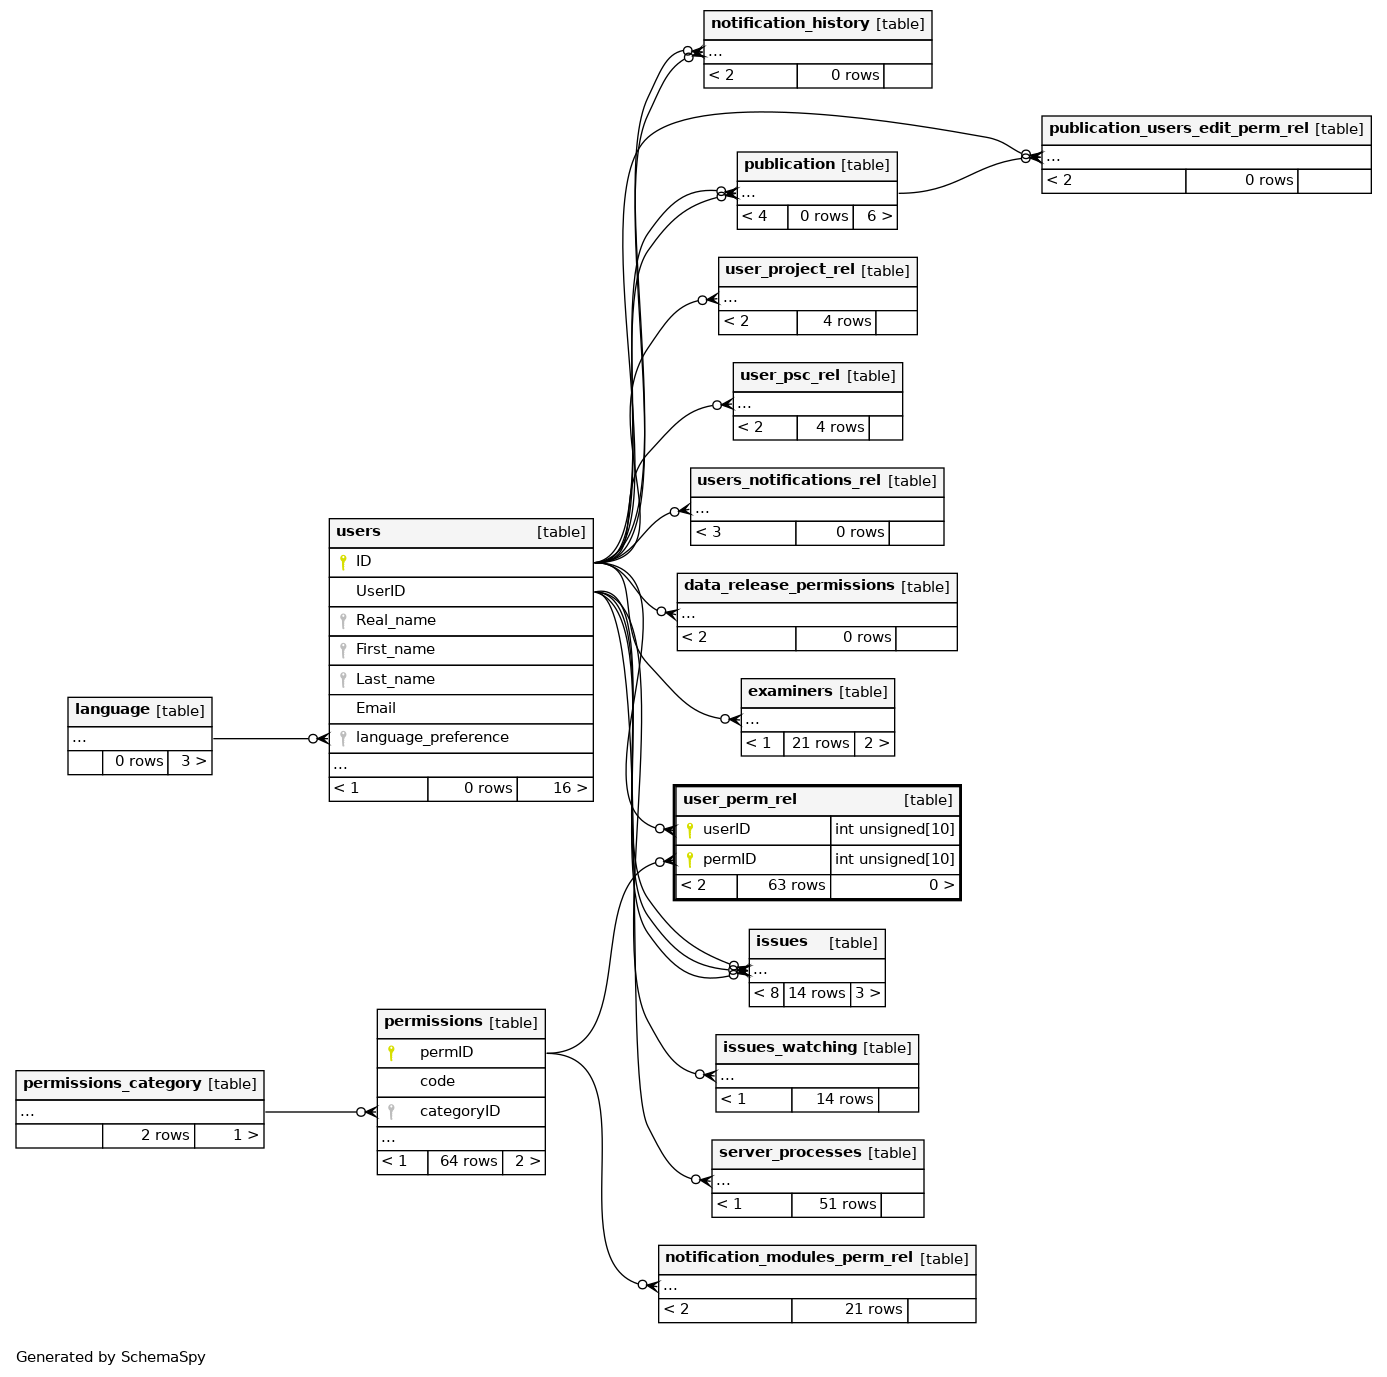 notification_history [table]
...
< 2 0 rows
publication_users_edit_perm_rel [table]
...
< 2 0 rows
publication [table]
...
< 4 0 rows 6 >
user_project_rel [table]
...
< 2 4 rows
user_psc_rel [table]
...
< 2 4 rows
users_notifications_rel [table]
...
< 3 0 rows
users [table]
ID
UserID
Real_name
First_name
Last_name
Email
language_preference
...
< 1 0 rows 16 >
data_release_permissions [table]
...
< 2 0 rows
language [table]
...
0 rows 3 >
examiners [table]
...
< 1 21 rows 2 >
user_perm_rel [table]
userID int unsigned[10]
permID int unsigned[10]
< 2 63 rows 0 >
issues [table]
...
< 8 14 rows 3 >
permissions [table]
permID
code
categoryID
...
< 1 64 rows 2 >
issues_watching [table]
...
< 1 14 rows
permissions_category [table]
...
2 rows 1 >
server_processes [table]
...
< 1 51 rows
notification_modules_perm_rel [table]
...
< 2 21 rows
Generated by SchemaSpy